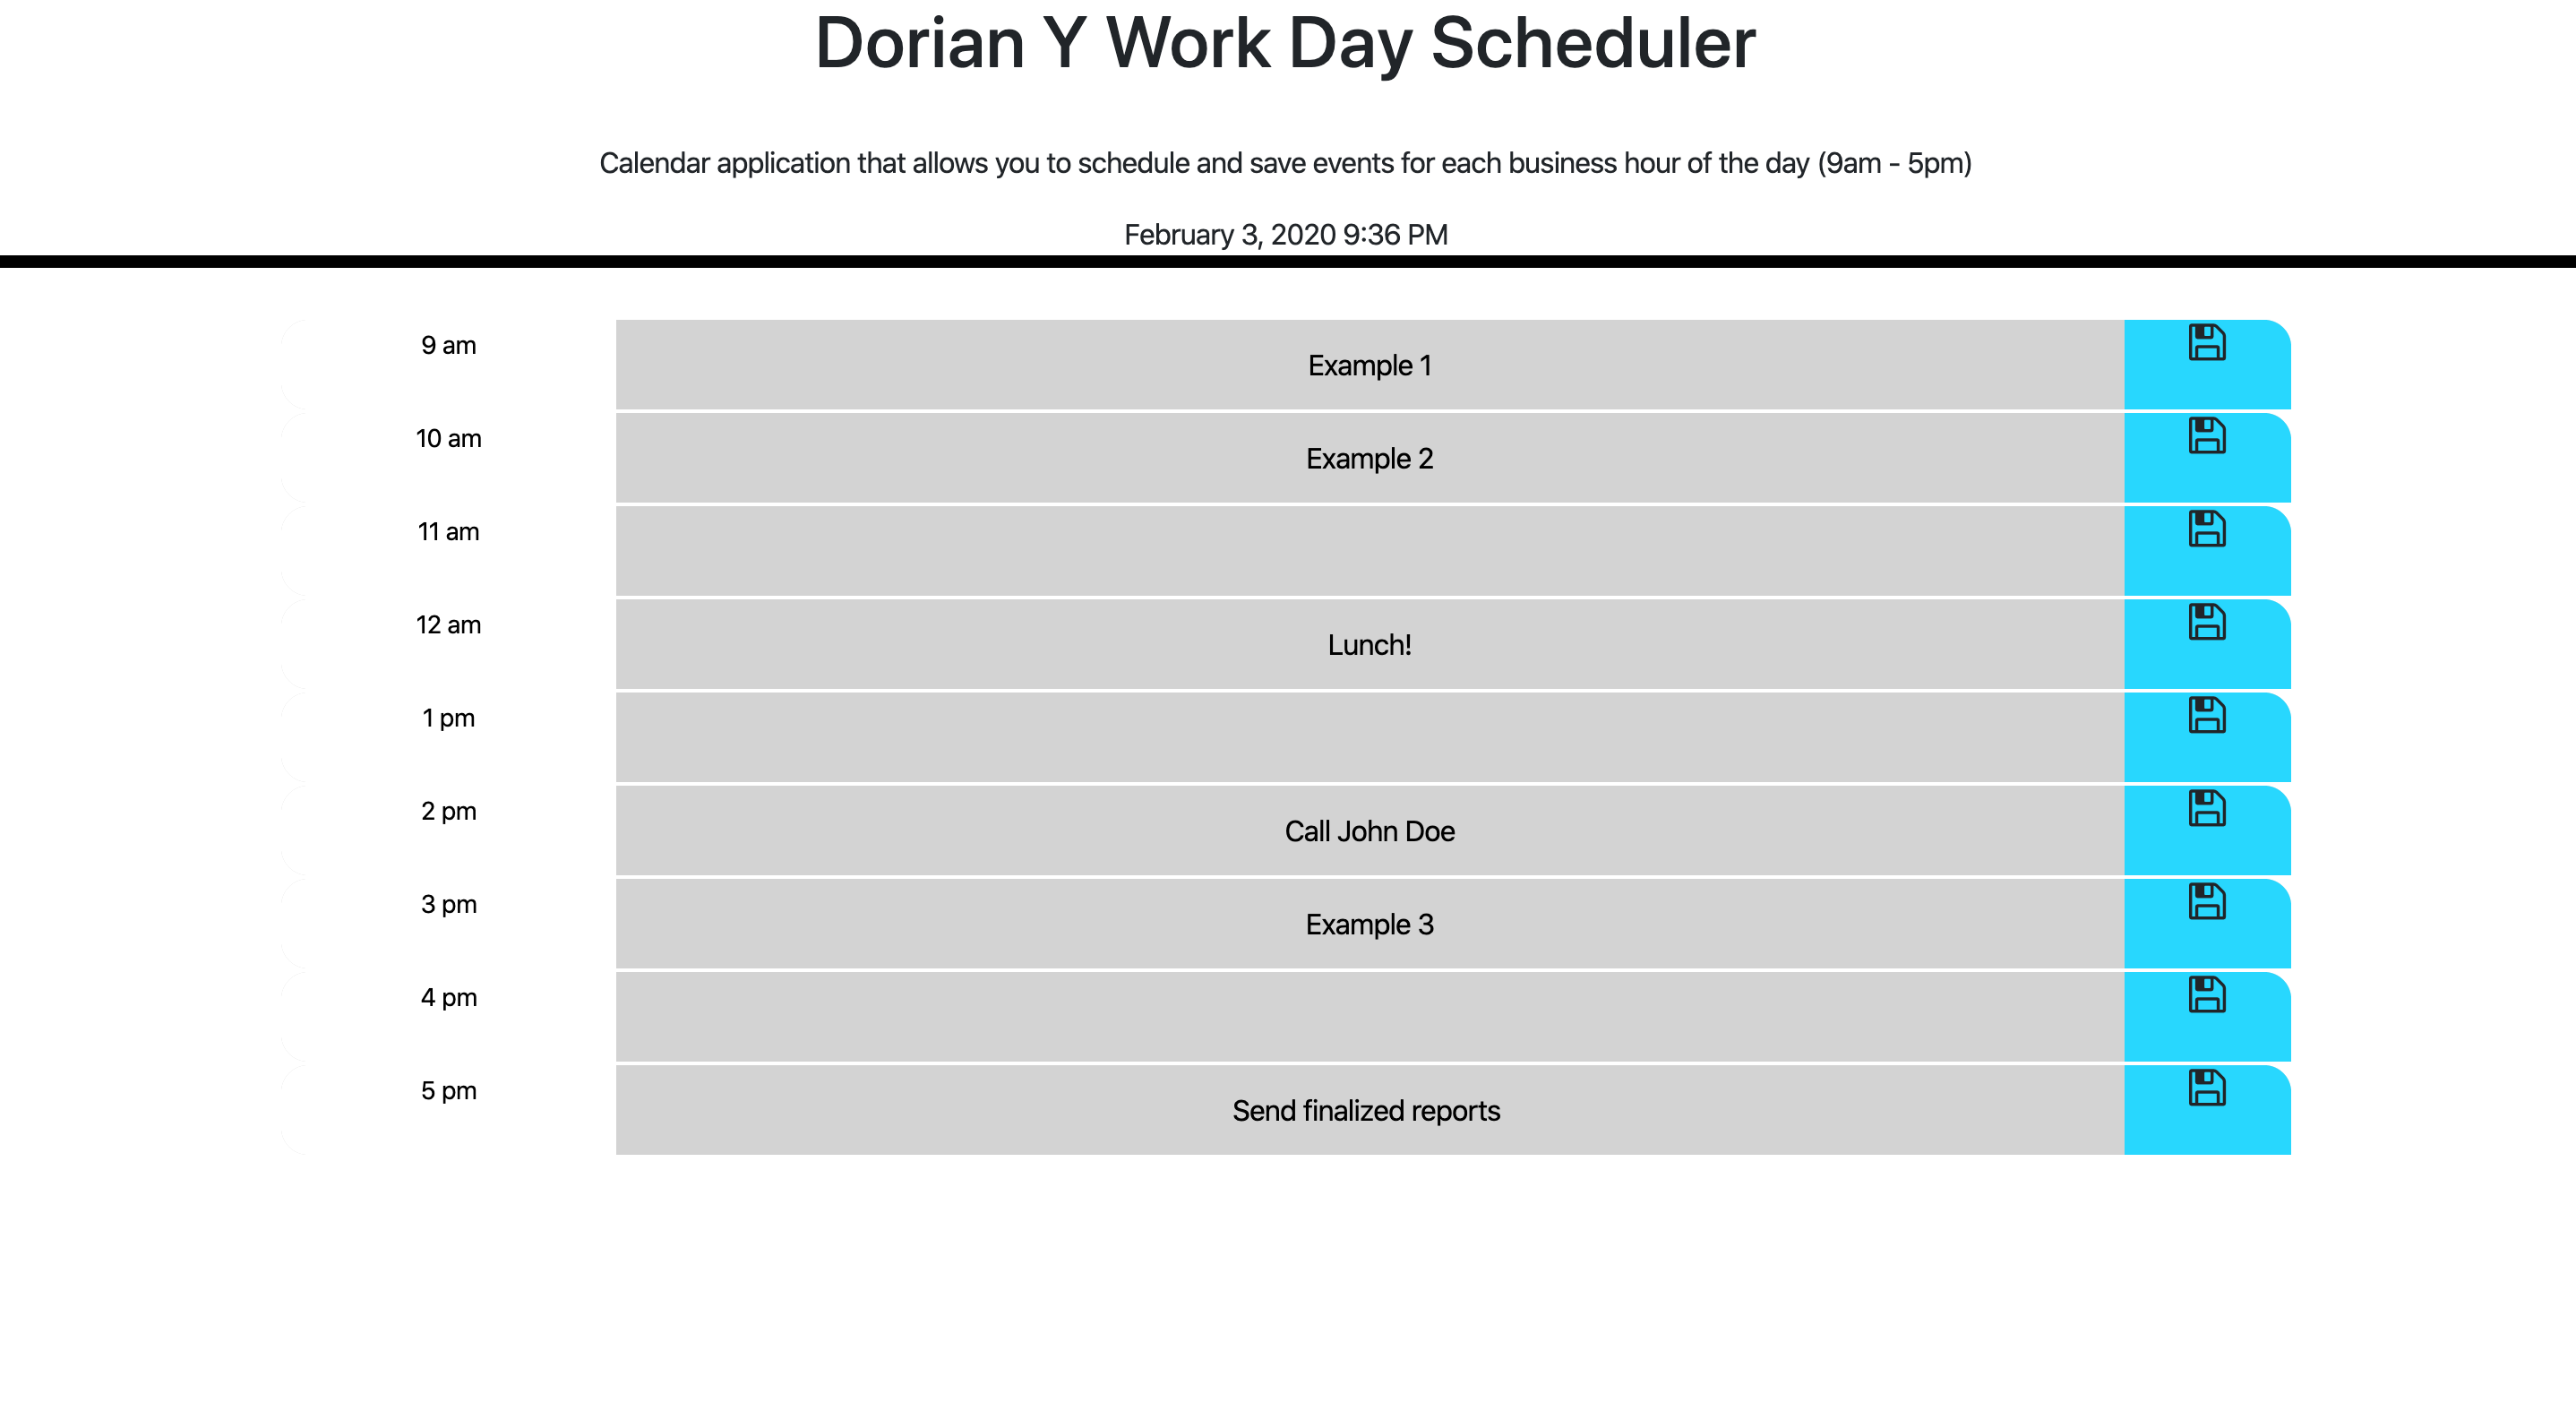 Dorian Y Work Day Scheduler
Calendar application that allows you to schedule and save events for each business hour of the day (9am - 5pm)
February 3, 2020 9:36 PM
9 am
Example 1
10 am
Example 2
11 am
12 am
Lunch!
1 pm
2 pm
Call John Doe
3 pm
Example 3
4 pm
5 pm
Send finalized reports